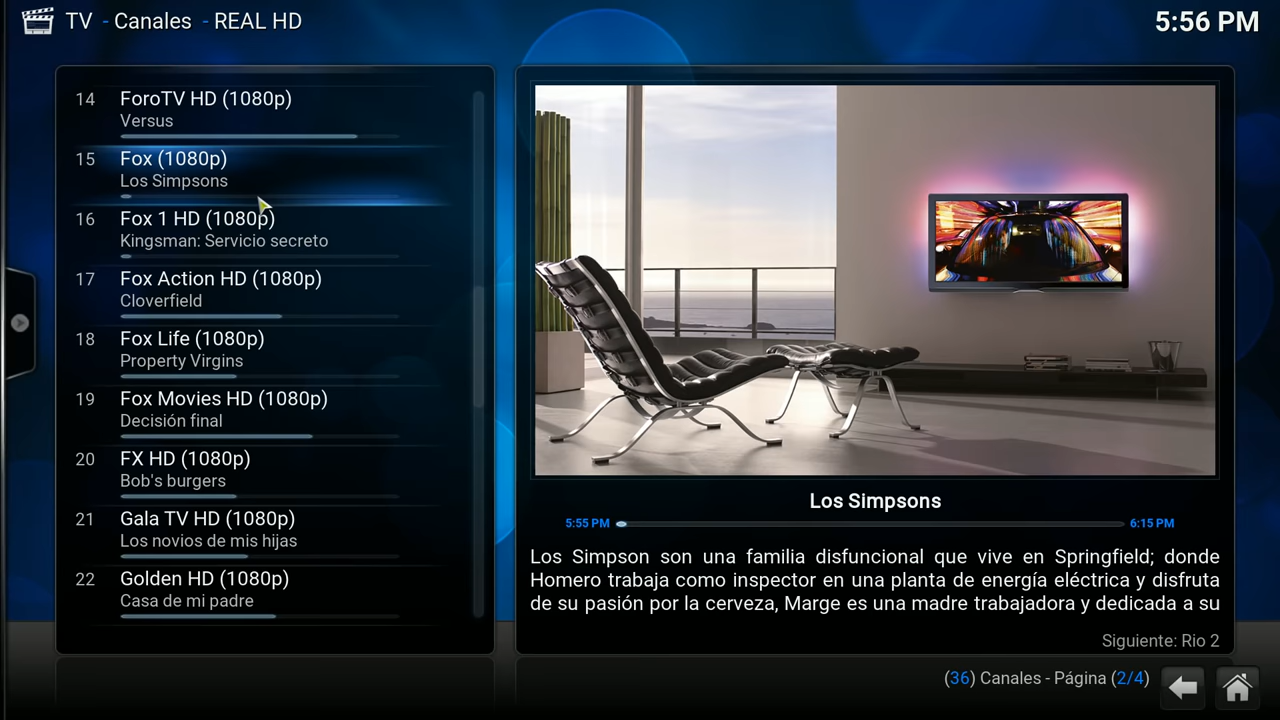 TV - Canales - REAL HD
5:56 PM
14 ForoTV HD (1080p)
Versus
15 Fox (1080p)
Los Simpsons
16 Fox 1 HD (1080p)
Kingsman: Servicio secreto
17 Fox Action HD (1080p)
Cloverfield
18 Fox Life (1080p)
Property Virgins
19 Fox Movies HD (1080p)
Decisión final
20 FX HD (1080p)
Bob's burgers
21 Gala TV HD (1080p)
Los novios de mis hijas
22 Golden HD (1080p)
Casa de mi padre
Los Simpsons
5:55 PM 6:15 PM
Los Simpson son una familia disfuncional que vive en Springfield; donde
Homero trabaja como inspector en una planta de energía eléctrica y disfruta
de su pasión por la cerveza, Marge es una madre trabajadora y dedicada a su
Siguiente: Rio 2
(36) Canales - Página (2/4)